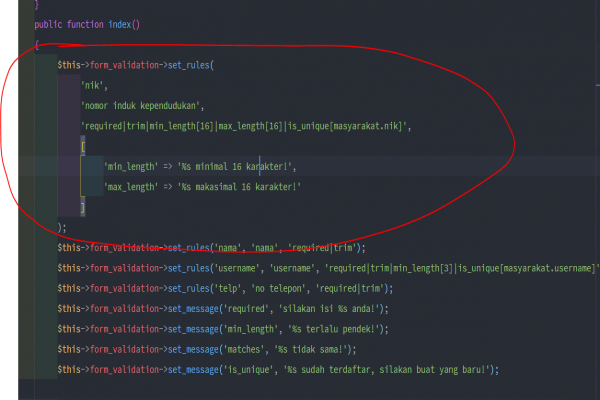 }
public function index()
{
$this->form_validation->set_rules(
'nik',
'nomor induk kependudukan',
'required|trim|min_length[16]|max_length[16]|is_unique[masyarakat.nik]',
[
'min_length' => '%s minimal 16 karakter!',
'max_length' => '%s makasimal 16 karakter!'
]
);
$this->form_validation->set_rules('nama', 'nama', 'required|trim');
$this->form_validation->set_rules('username', 'username', 'required|trim|min_length[3]|is_unique[masyarakat.username]'
$this->form_validation->set_rules('telp', 'no telepon', 'required|trim');
$this->form_validation->set_message('required', 'silakan isi %s anda!');
$this->form_validation->set_message('min_length', '%s terlalu pendek!');
$this->form_validation->set_message('matches', '%s tidak sama!');
$this->form_validation->set_message('is_unique', '%s sudah terdaftar, silakan buat yang baru!');